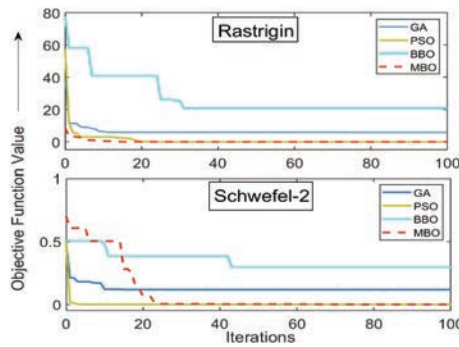 Objective Function Value
80
60
40
20
0
Rastrigin
GA
PSO
BBO
MBO
0 20 40 60 80 100
1
0.5
0
Schwefel-2
GA
PSO
BBO
MBO
0 20 40 60 80 100
Iterations